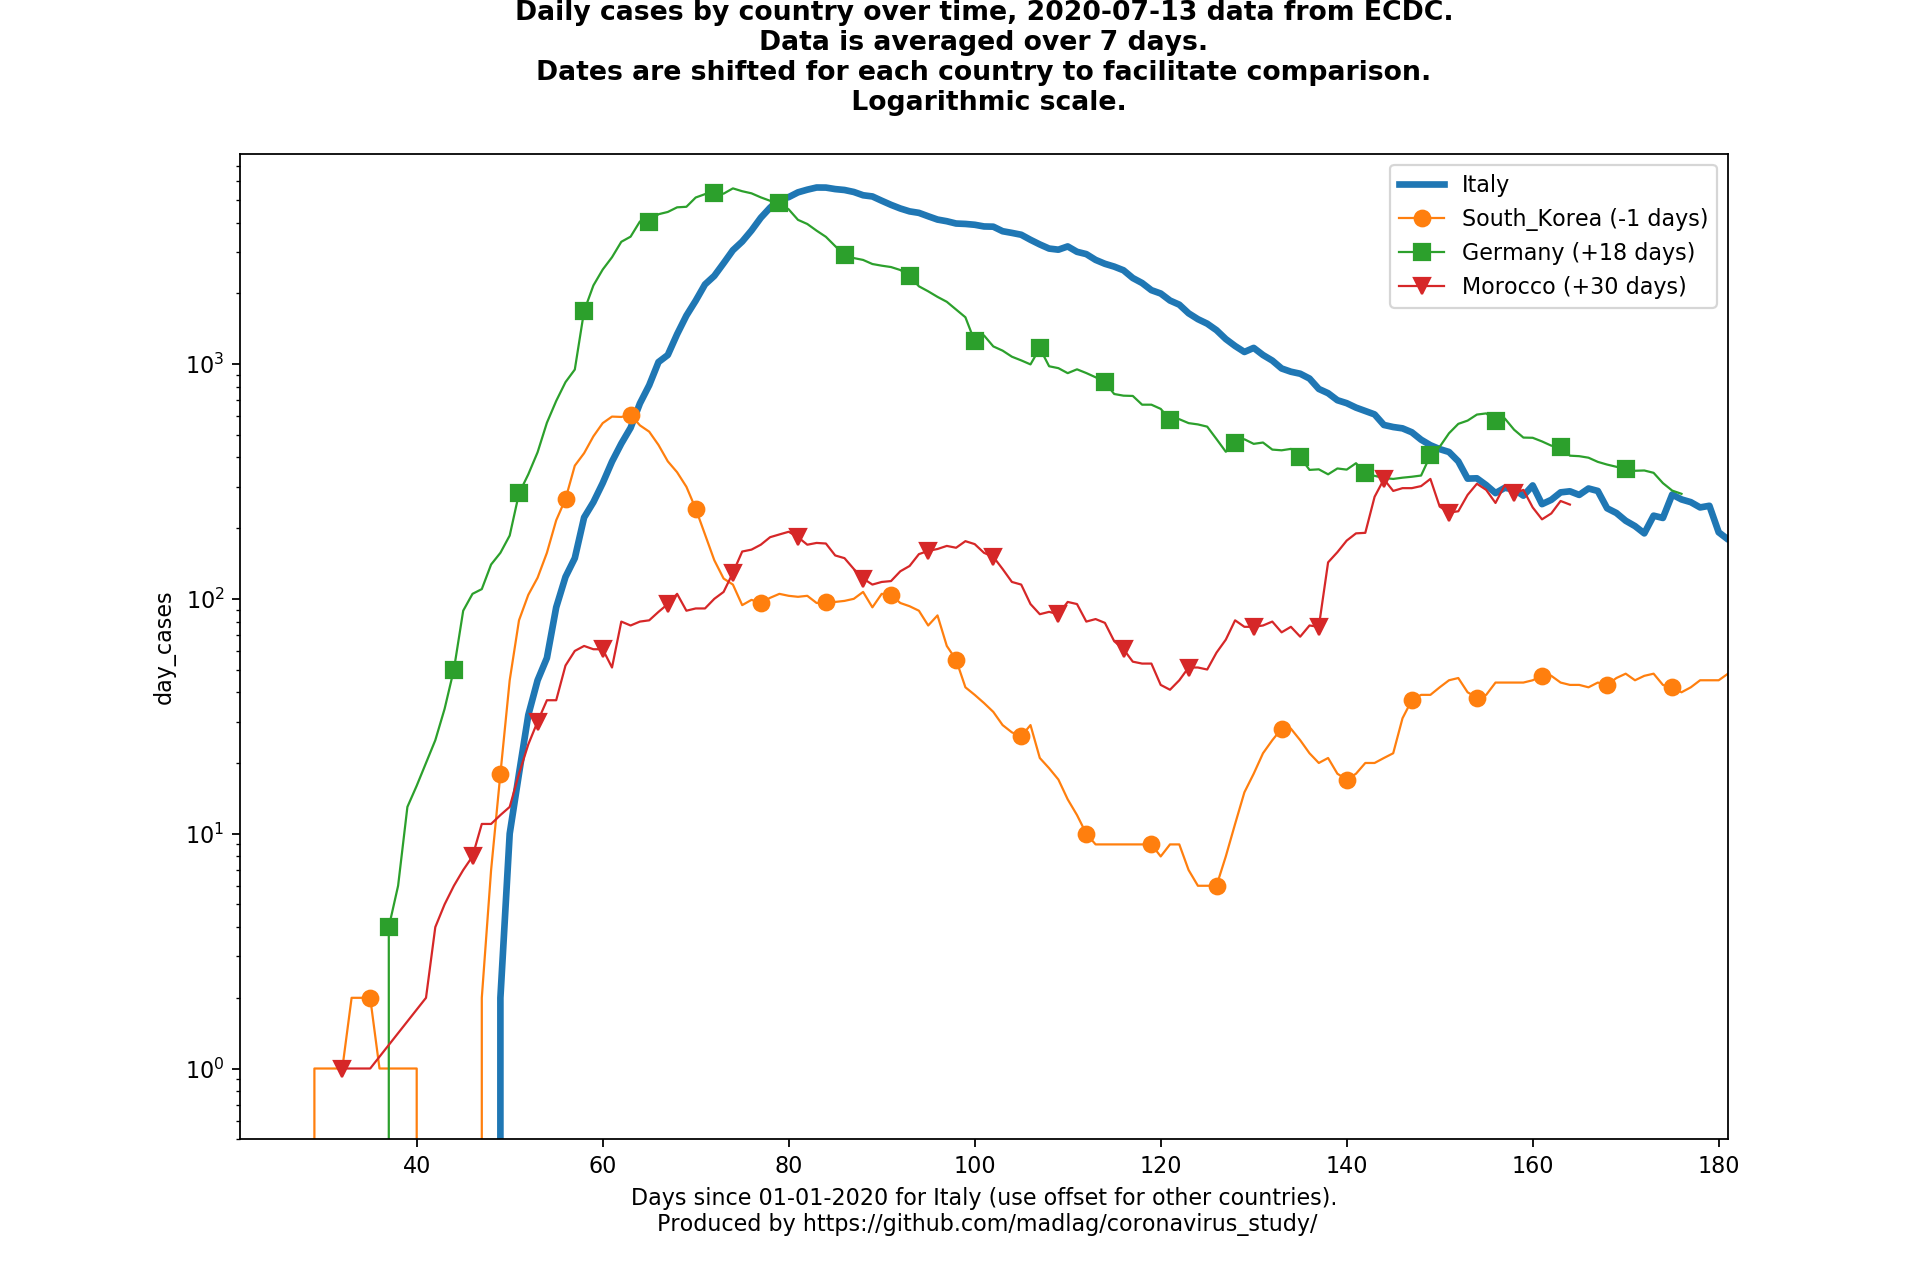 Daily cases by country over time, 2020-07-13 data from ECDC.
Data is averaged over 7 days.
Dates are shifted for each country to facilitate comparison.
Logarithmic scale.
Italy
South_Korea (-1 days)
Germany (+18 days)
Morocco (+30 days)
day_cases
10³
10²
10¹
10⁰
40 60 80 100 120 140 160 180
Days since 01-01-2020 for Italy (use offset for other countries).
Produced by https://github.com/madlag/coronavirus_study/